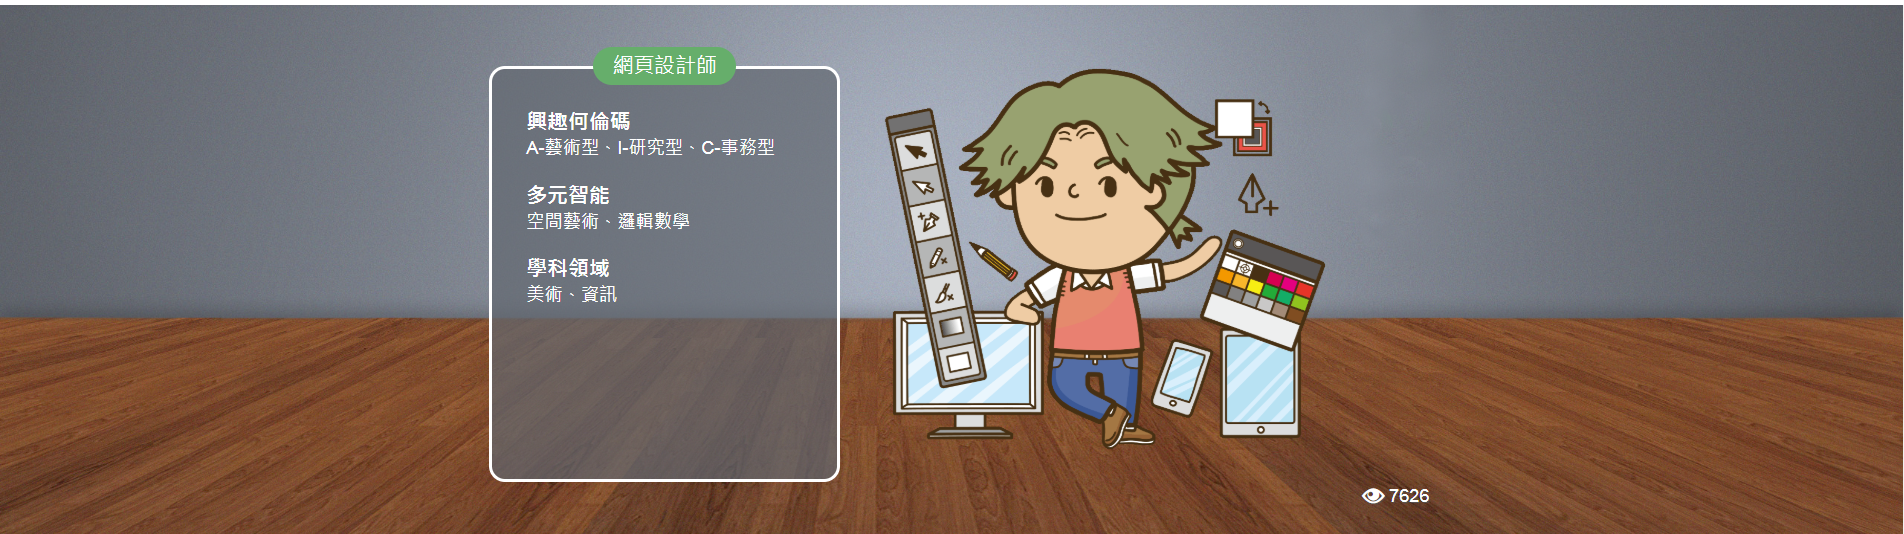 網頁設計師
興趣何倫碼
A-藝術型、I-研究型、C-事務型
多元智能
空間藝術、邏輯數學
學科領域
美術、資訊
7626